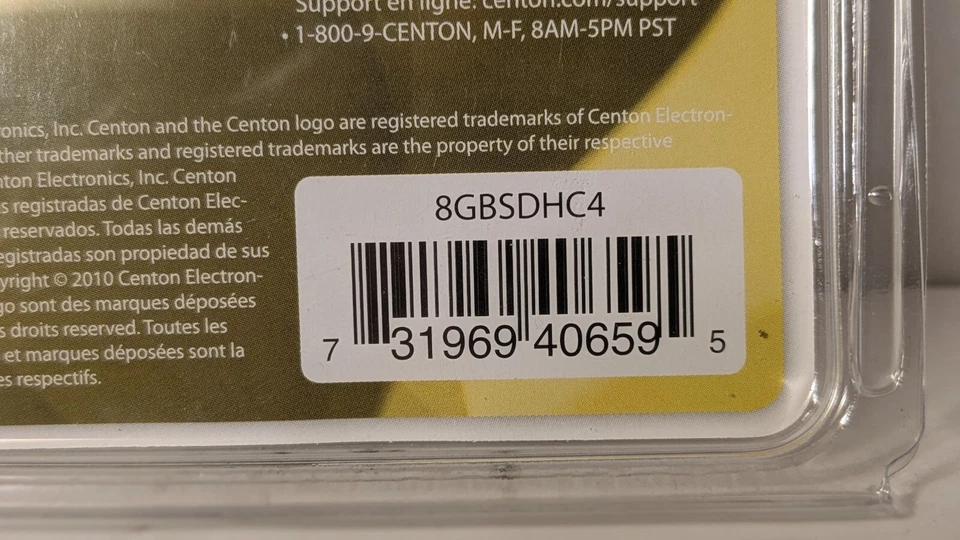 Support en ligne: centon.com/support
• 1-800-9-CENTON, M-F, 8AM-5PM PST
onics, Inc. Centon and the Centon logo are registered trademarks of Centon Electron-
ther trademarks and registered trademarks are the property of their respective
nton Electronics, Inc. Centon
s registradas de Centon Elec-
reservados. Todas las demás
egistradas son propiedad de sus
yright © 2010 Centon Electron-
go sont des marques déposées
s droits reserved. Toutes les
et marques déposées sont la
es respectifs.
8GBSDHC4
7 31969 40659 5